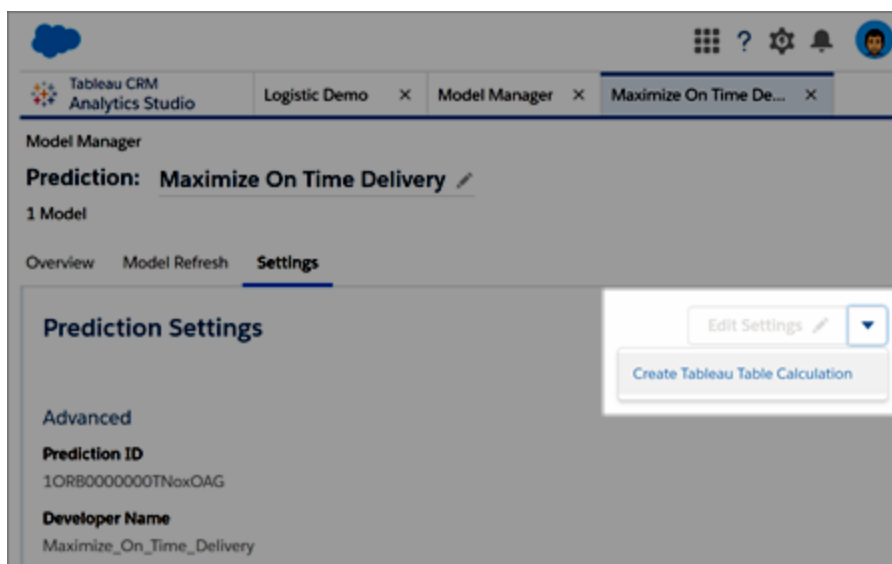 Tableau CRM
Analytics Studio
Logistic Demo
Model Manager
Maximize On Time De...
Model Manager
Prediction: Maximize On Time Delivery
1 Model
Overview Model Refresh Settings
Prediction Settings
Edit Settings
Create Tableau Table Calculation
Advanced
Prediction ID
1ORB0000000TNoxOAG
Developer Name
Maximize_On_Time_Delivery